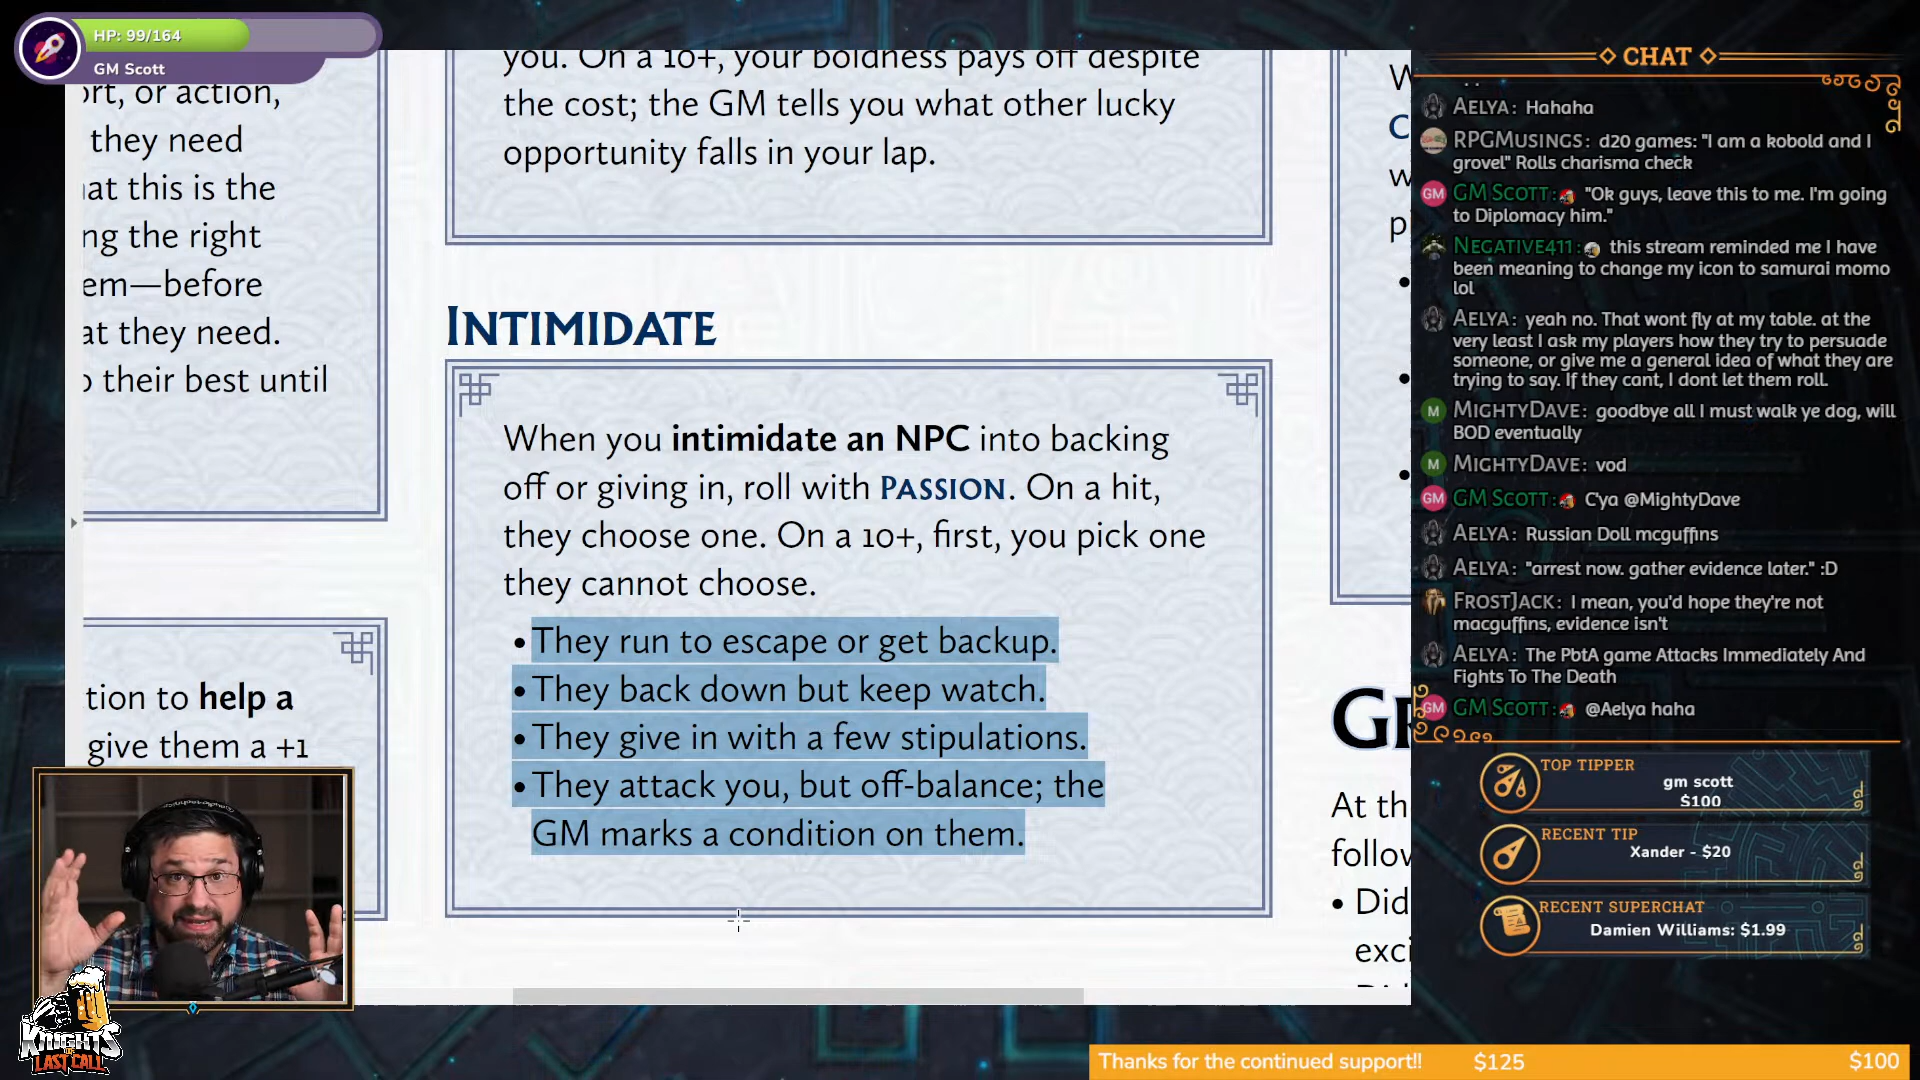 HP: 99/164
GM Scott
ort, or action,
they need
at this is the
ng the right
em—before
at they need.
o their best until
tion to help a
give them a +1
you. On a 10+, your boldness pays off despite
the cost; the GM tells you what other lucky
opportunity falls in your lap.
INTIMIDATE
When you intimidate an NPC into backing
off or giving in, roll with PASSION. On a hit,
they choose one. On a 10+, first, you pick one
they cannot choose.
• They run to escape or get backup.
• They back down but keep watch.
• They give in with a few stipulations.
• They attack you, but off-balance; the
GM marks a condition on them.
W
C
w
p
GR
At th
follow
• Did
exci
CHAT
AELYA: Hahaha
RPGMUSINGS: d20 games: "I am a kobold and I
grovel" Rolls charisma check
GM SCOTT: "Ok guys, leave this to me. I'm going
to Diplomacy him."
NEGATIVE411: this stream reminded me I have
been meaning to change my icon to samurai momo
lol
AELYA: yeah no. That wont fly at my table. at the
very least I ask my players how they try to persuade
someone, or give me a general idea of what they are
trying to say. If they cant, I dont let them roll.
M MIGHTYDAVE: goodbye all I must walk ye dog, will
BOD eventually
M MIGHTYDAVE: vod
GM GM SCOTT: C'ya @MightyDave
AELYA: Russian Doll mcguffins
AELYA: "arrest now. gather evidence later." :D
FROSTJACK: I mean, you'd hope they're not
macguffins, evidence isn't
AELYA: The PbtA game Attacks Immediately And
Fights To The Death
GM GM SCOTT: @Aelya haha
TOP TIPPER
gm scott
$100
RECENT TIP
Xander - $20
RECENT SUPERCHAT
Damien Williams: $1.99
KNIGHTS
OF
LAST CALL
Thanks for the continued support!! $125 $100